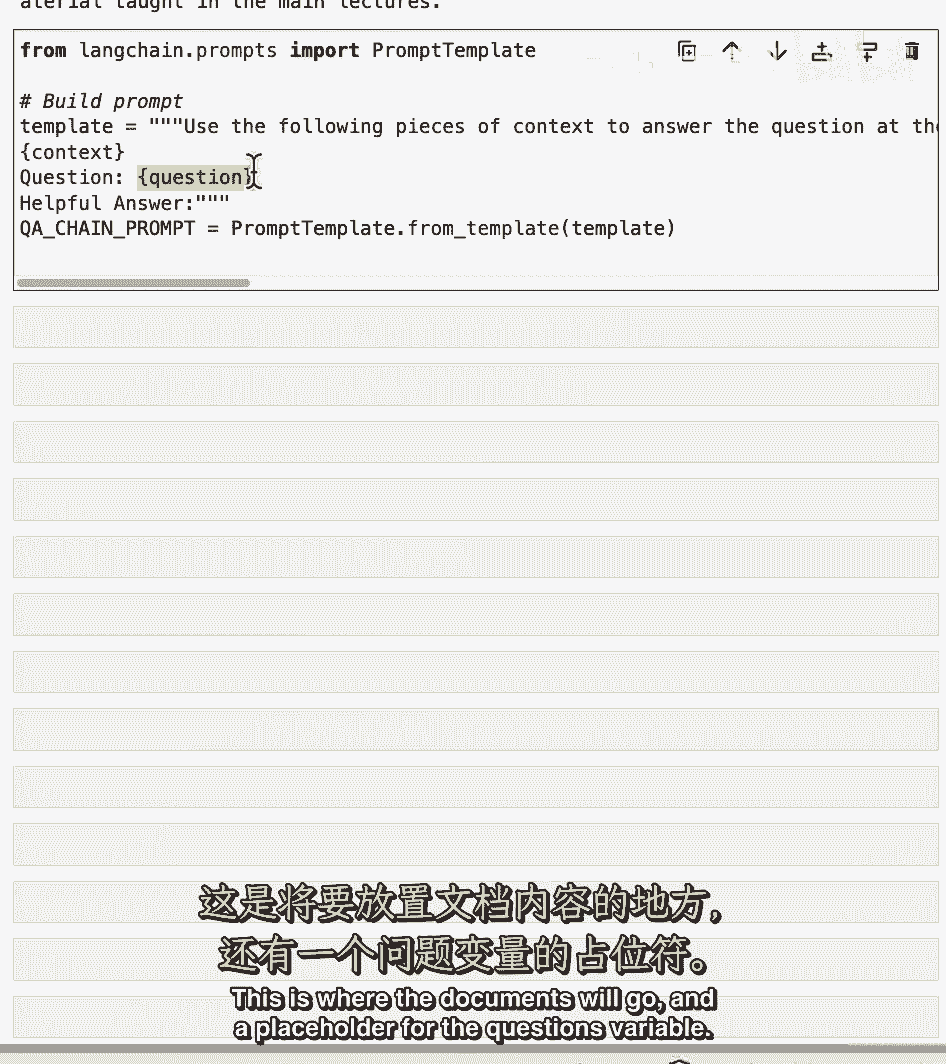 aterial taught in the main lectures.
from langchain.prompts import PromptTemplate
# Build prompt
template = """Use the following pieces of context to answer the question at the
{context}
Question: {question}
Helpful Answer:"""
QA_CHAIN_PROMPT = PromptTemplate.from_template(template)
这是将要放置文档内容的地方,
还有一个问题变量的占位符。
This is where the documents will go, and
a placeholder for the questions variable.